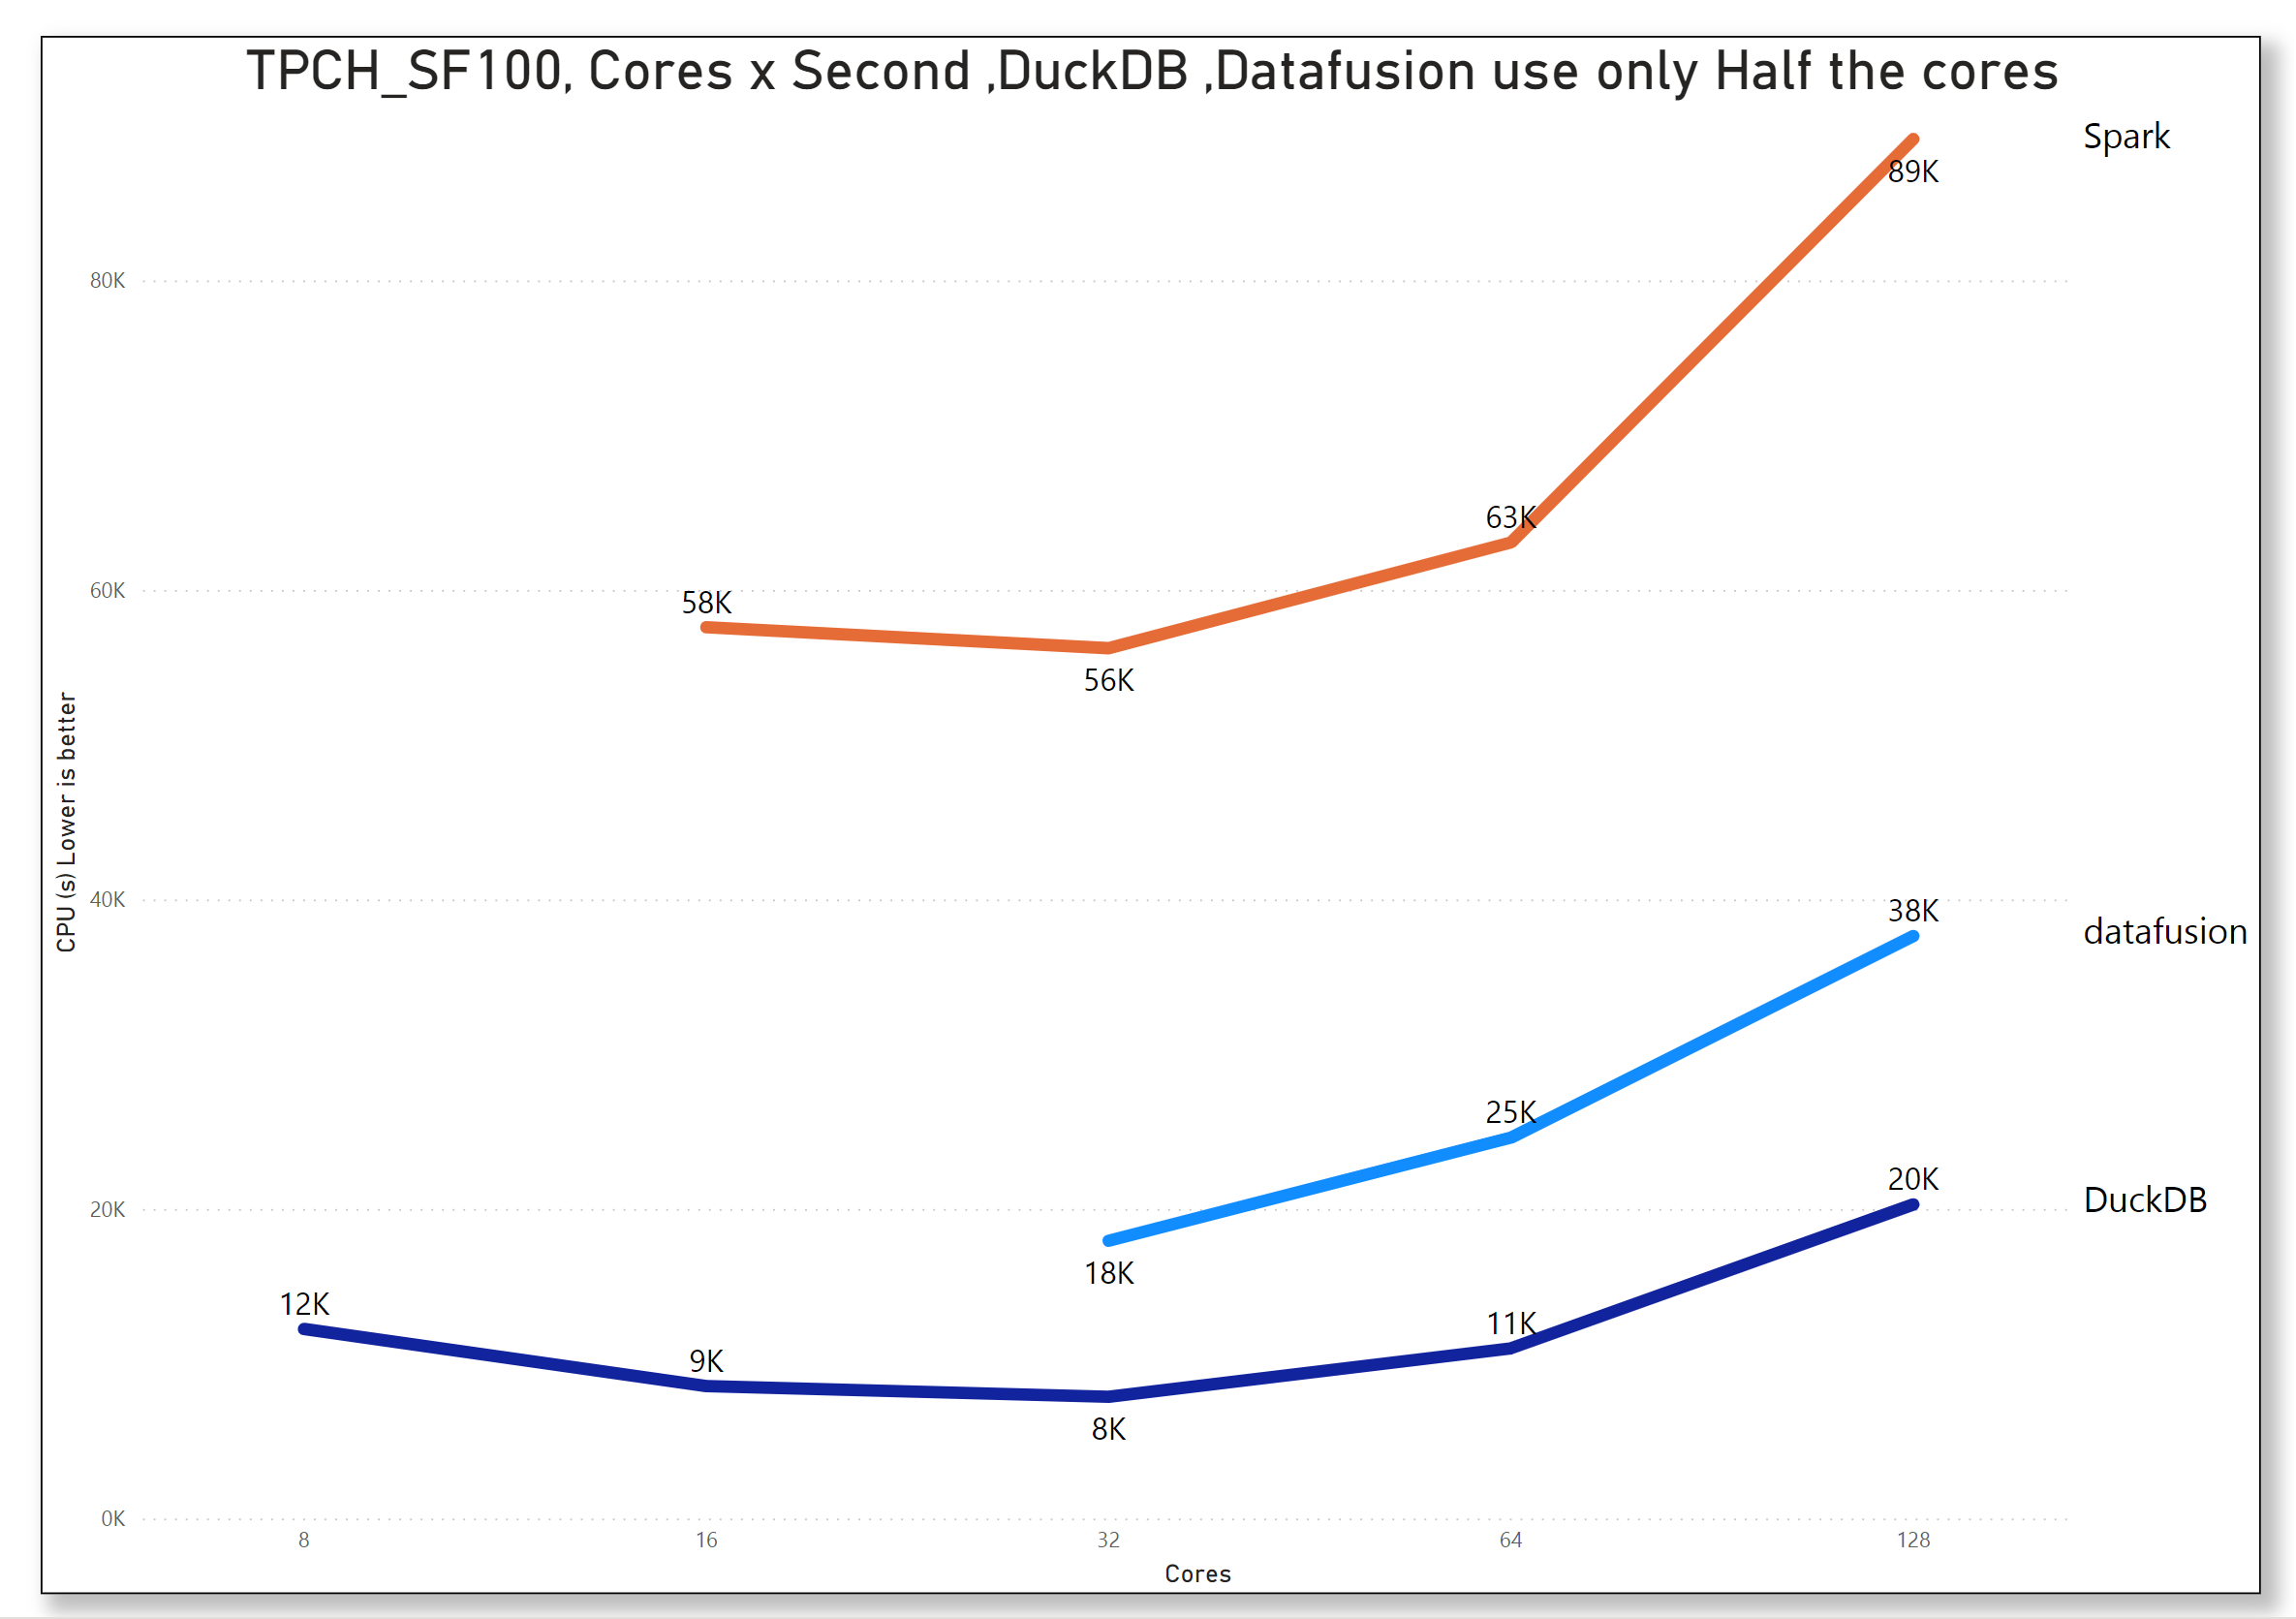 TPCH_SF100, Cores x Second ,DuckDB ,Datafusion use only Half the cores
Spark
89K
80K
63K
60K
58K
56K
CPU (s) Lower is better
40K
38K
datafusion
25K
20K
20K
DuckDB
18K
12K
11K
9K
8K
0K
8
16
32
64
128
Cores